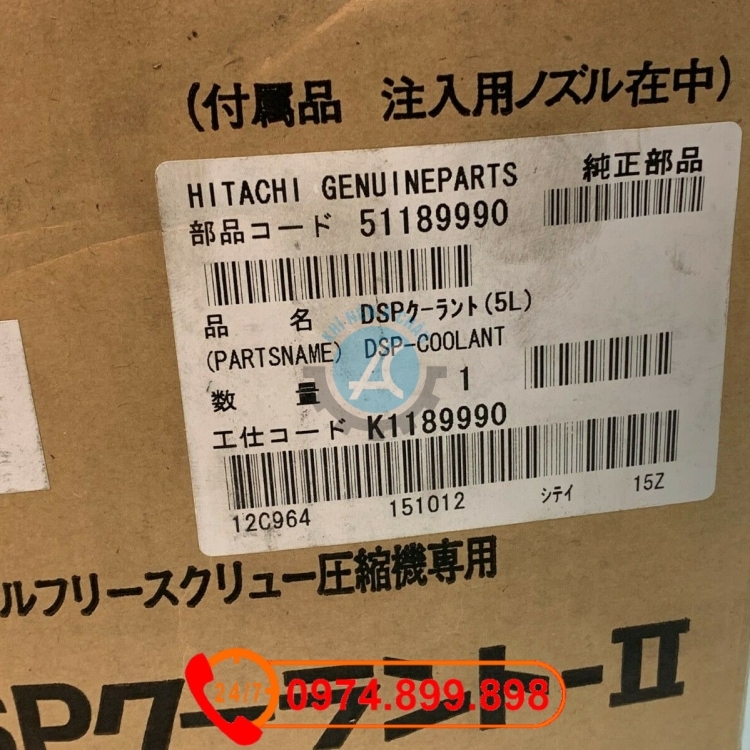 (付属品 注入用ノズル在中)
HITACHI GENUINEPARTS 純正部品
部品コード 51189990
品 名 DSPクーラント(5L)
(PARTSNAME) DSP-COOLANT
数 量 1
工仕コード K1189990
12C964 151012 シテイ 15Z
ルフリースクリュー圧縮機専用
SPクーラントーII
24/7
0974.899.898